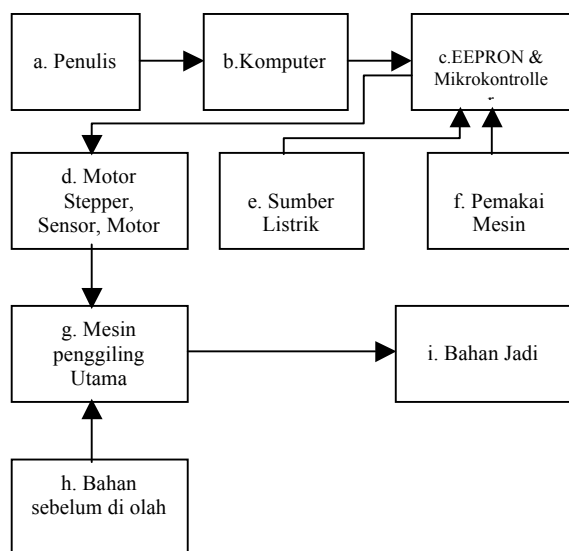 a. Penulis
b.Komputer
c.EEPRON &
Mikrokontrolle
r
d. Motor
Stepper,
Sensor, Motor
e. Sumber
Listrik
f. Pemakai
Mesin
g. Mesin
penggiling
Utama
i. Bahan Jadi
h. Bahan
sebelum di olah